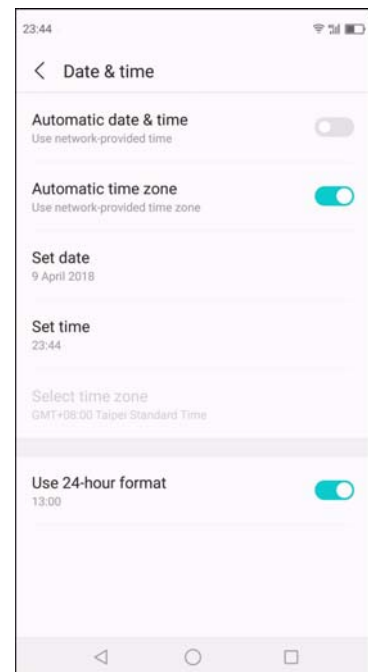 23:44
Date & time
Automatic date & time
Use network-provided time
Automatic time zone
Use network-provided time zone
Set date
9 April 2018
Set time
23:44
Select time zone
GMT+08:00 Taipei Standard Time
Use 24-hour format
13:00